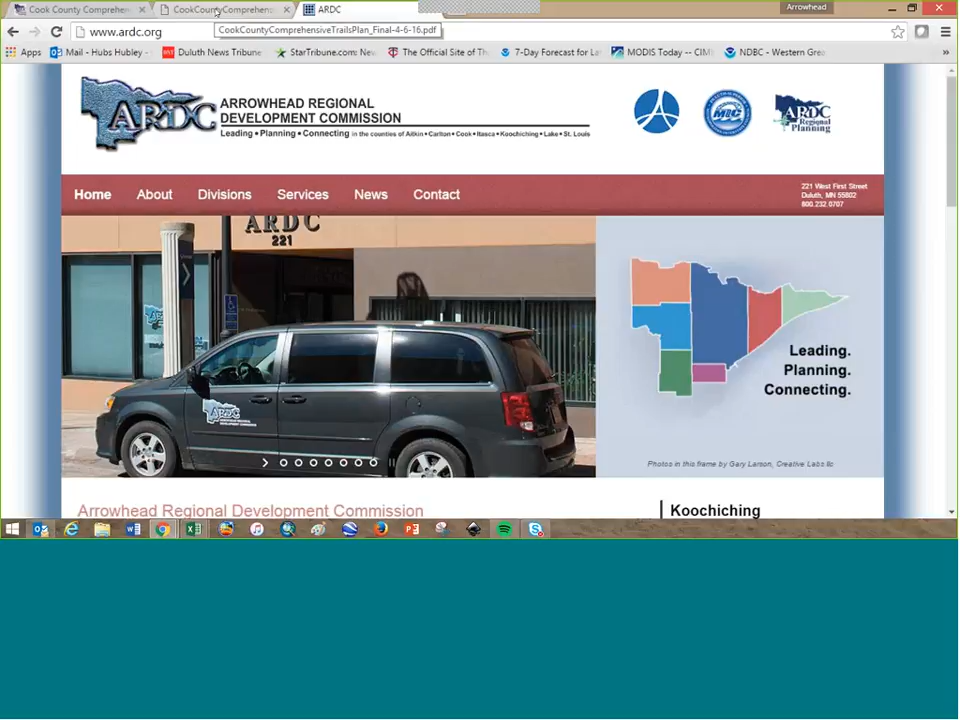 Cook County Comprehen
CookCountyComprehens
ARDC
Arrowhead
www.ardc.org
CookCountyComprehensiveTrailsPlan_Final-4-6-16.pdf
Apps
Mail - Hubs Hubley -
Duluth News Tribune
StarTribune.com: New
The Official Site of Th
7-Day Forecast for La
MODIS Today -- CIM
NDBC - Western Gre
»
ARDC
ARROWHEAD REGIONAL
DEVELOPMENT COMMISSION
Leading • Planning • Connecting in the counties of Aitkin • Carlton • Cook • Itasca • Koochiching • Lake • St. Louis
MIC
ARDC
Regional
Planning
Home About Divisions Services News Contact
221 West First Street
Duluth, MN 55802
800.232.0707
ARDC
221
ARDC
Leading.
Planning.
Connecting.
Photos in this frame by Gary Larson, Creative Labs llc
Arrowhead Regional Development Commission
Koochiching